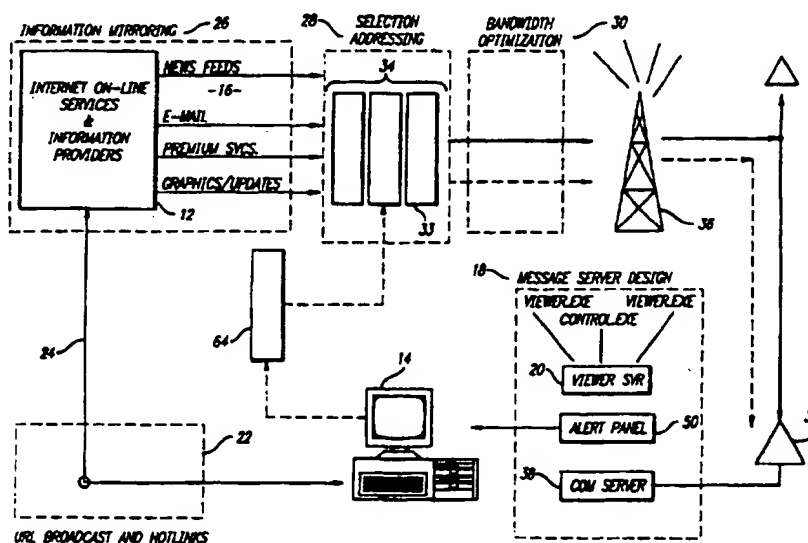 INFORMATION MIRRORING
26
INTERNET ON-LINE
SERVICES
&
INFORMATION
PROVIDERS
12
NEWS FEEDS
-16-
E-MAIL
PREMIUM SVCS.
GRAPHICS/UPDATES
28
SELECTION
ADDRESSING
34
33
BANDWIDTH
OPTIMIZATION
30
36
64
24
14
22
URL BROADCAST AND HOTLINKS
18
MESSAGE SERVER DESIGN
VIEWER.EXE
VIEWER.EXE
CONTROL.EXE
20
VIEWER SVR
ALERT PANEL
50
38
COM SERVER